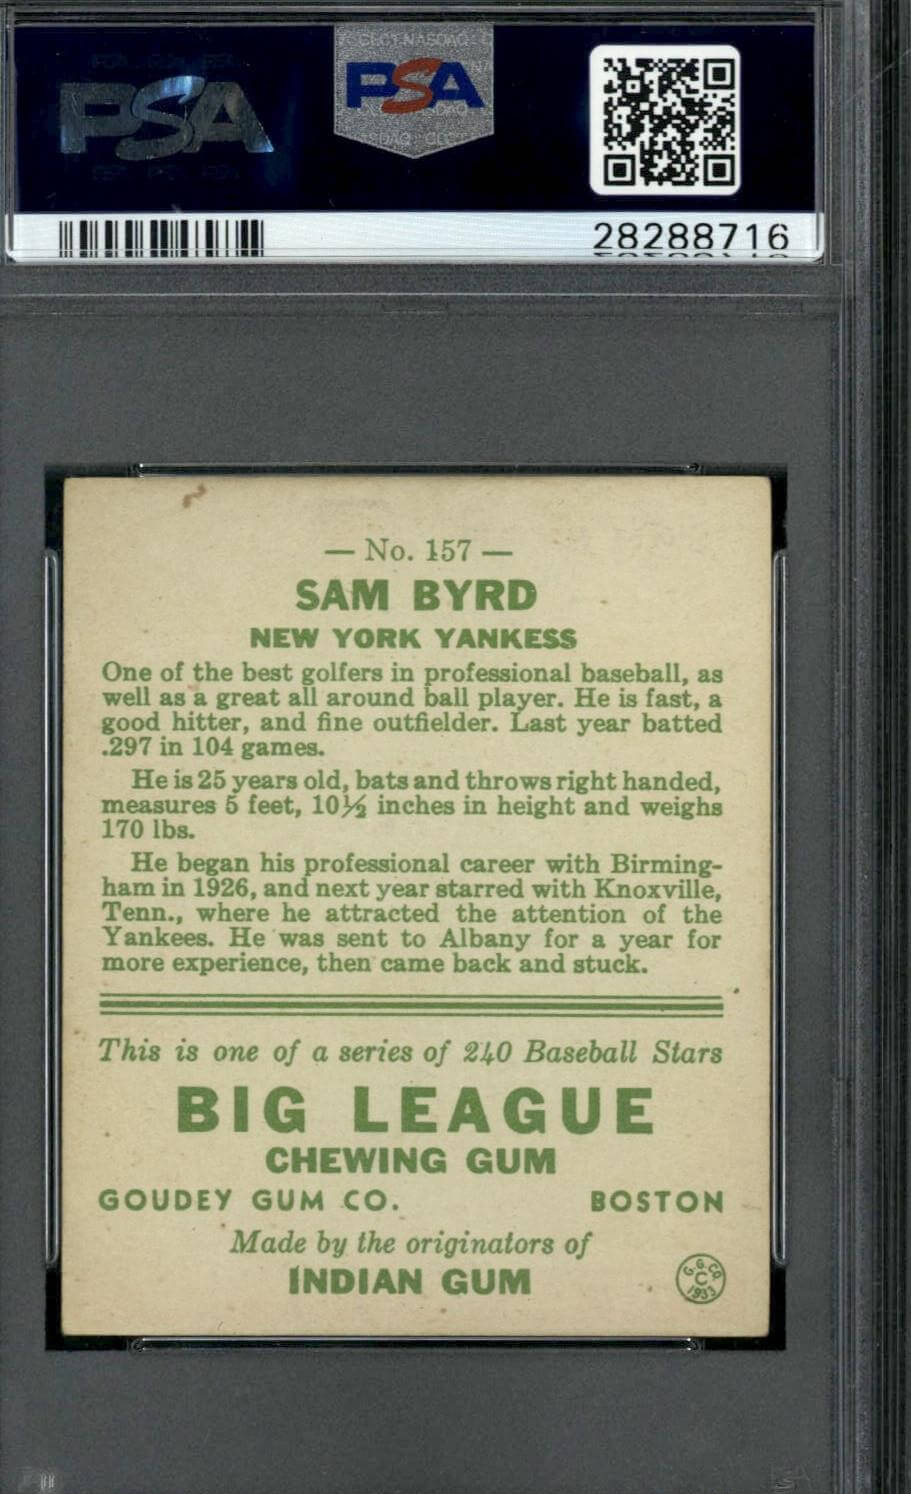 PSA
PSA
28288716
— No. 157 —
SAM BYRD
NEW YORK YANKESS
One of the best golfers in professional baseball, as
well as a great all around ball player. He is fast, a
good hitter, and fine outfielder. Last year batted
.297 in 104 games.
He is 25 years old, bats and throws right handed,
measures 5 feet, 10½ inches in height and weighs
170 lbs.
He began his professional career with Birming-
ham in 1926, and next year starred with Knoxville,
Tenn., where he attracted the attention of the
Yankees. He was sent to Albany for a year for
more experience, then came back and stuck.
This is one of a series of 240 Baseball Stars
BIG LEAGUE
CHEWING GUM
GOUDEY GUM CO. BOSTON
Made by the originators of
INDIAN GUM
G. G. CO.
C
1933